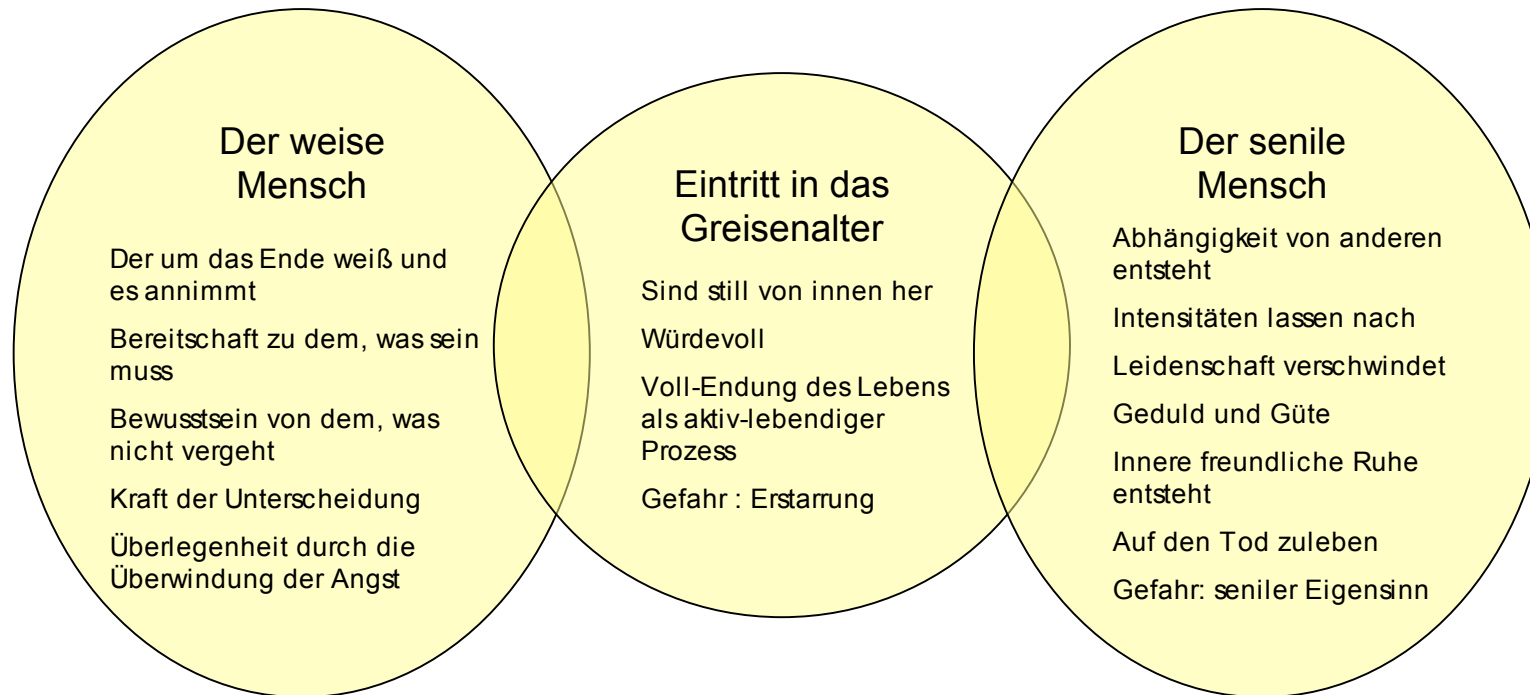 Der weise
Mensch
Der um das Ende weiß und
es annimmt
Bereitschaft zu dem, was sein
muss
Bewusstsein von dem, was
nicht vergeht
Kraft der Unterscheidung
Überlegenheit durch die
Überwindung der Angst
Eintritt in das
Greisenalter
Sind still von innen her
Würdevoll
Voll-Endung des Lebens
als aktiv-lebendiger
Prozess
Gefahr : Erstarrung
Der senile
Mensch
Abhängigkeit von anderen
entsteht
Intensitäten lassen nach
Leidenschaft verschwindet
Geduld und Güte
Innere freundliche Ruhe
entsteht
Auf den Tod zuleben
Gefahr: seniler Eigensinn